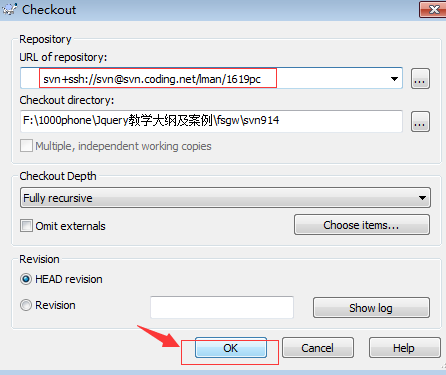 Checkout
Repository
URL of repository:
svn+ssh://svn@svn.coding.net/lman/1619pc
...
Checkout directory:
F:\1000phone\Jquery教学大纲及案例\fsgw\svn914
...
Multiple, independent working copies
Checkout Depth
Fully recursive
Omit externals
Choose items...
Revision
HEAD revision
Revision
Show log
OK
Cancel
Help